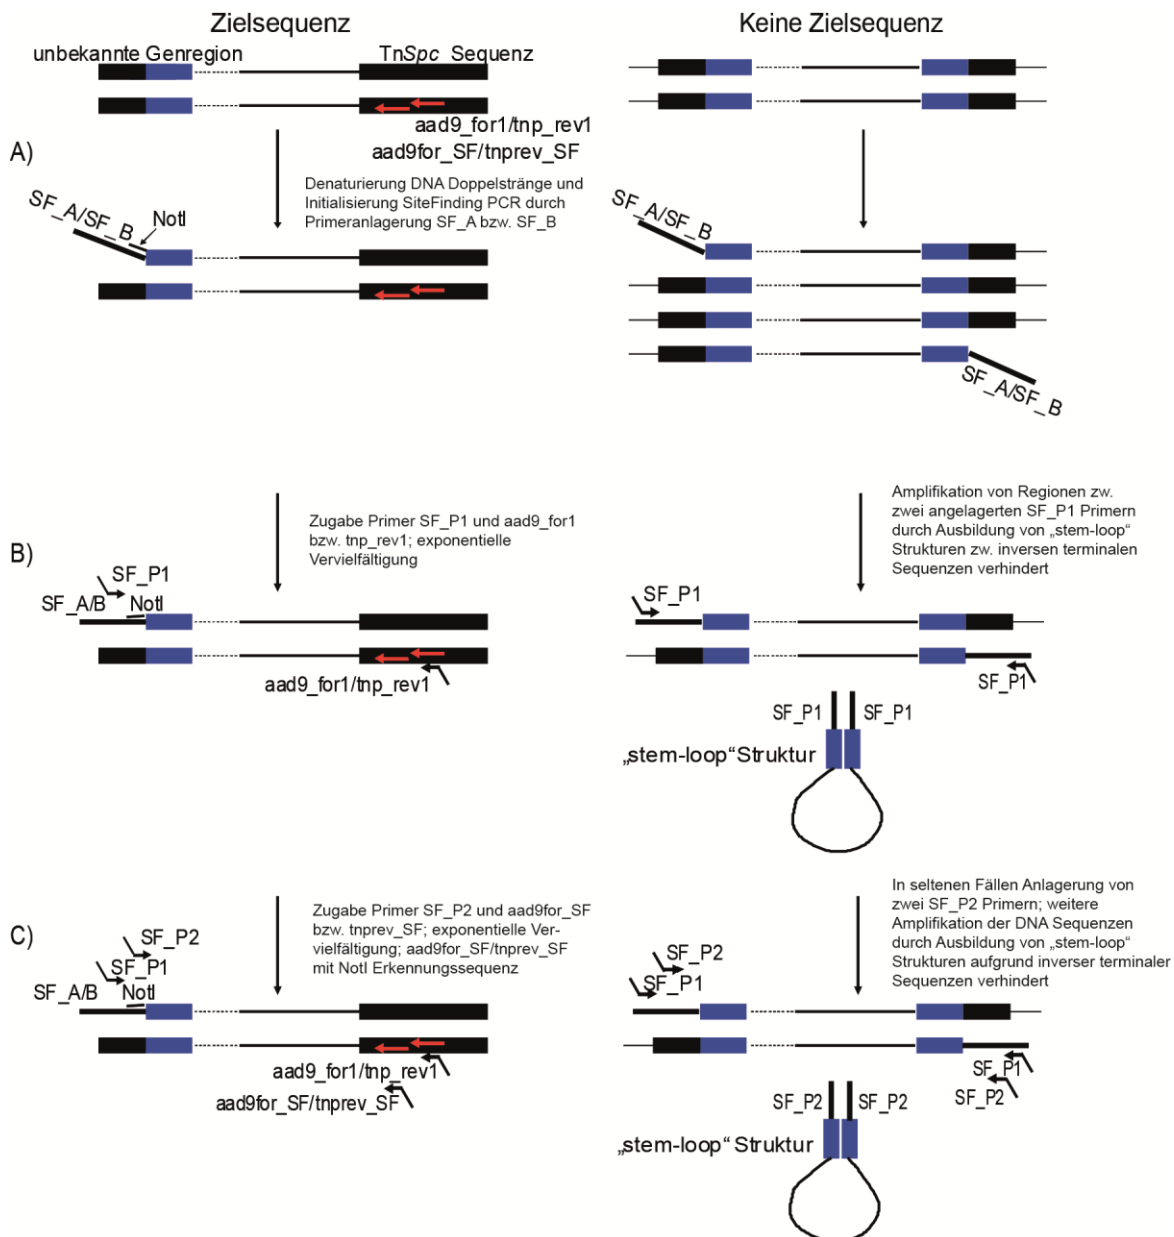 Zielsequenz
Keine Zielsequenz
unbekannte Genregion
TnSpc Sequenz
aad9_for1/tnp_rev1
aad9for_SF/tnprev_SF
A)
Denaturierung DNA Doppelstränge und
Initialisierung SiteFinding PCR durch
Primeranlagerung SF_A bzw. SF_B
SF_A/SF_B
NotI
SF_A/SF_B
SF_A/SF_B
B)
Zugabe Primer SF_P1 und aad9_for1
bzw. tnp_rev1; exponentielle
Vervielfältigung
Amplifikation von Regionen zw.
zwei angelagerten SF_P1 Primern
durch Ausbildung von „stem-loop“
Strukturen zw. inversen terminalen
Sequenzen verhindert
SF_P1
SF_A/B
NotI
aad9_for1/tnp_rev1
SF_P1
SF_P1
SF_P1
SF_P1
„stem-loop“ Struktur
C)
Zugabe Primer SF_P2 und aad9for_SF
bzw. tnprev_SF; exponentielle Ver-
vielfältigung; aad9for_SF/tnprev_SF
mit NotI Erkennungssequenz
In seltenen Fällen Anlagerung von
zwei SF_P2 Primern; weitere
Amplifikation der DNA Sequenzen
durch Ausbildung von „stem-loop“
Strukturen aufgrund inverser terminaler
Sequenzen verhindert
SF_P2
SF_P1
SF_A/B
NotI
aad9_for1/tnp_rev1
aad9for_SF/tnprev_SF
SF_P2
SF_P1
SF_P1
SF_P2
SF_P2
SF_P2
„stem-loop“ Struktur